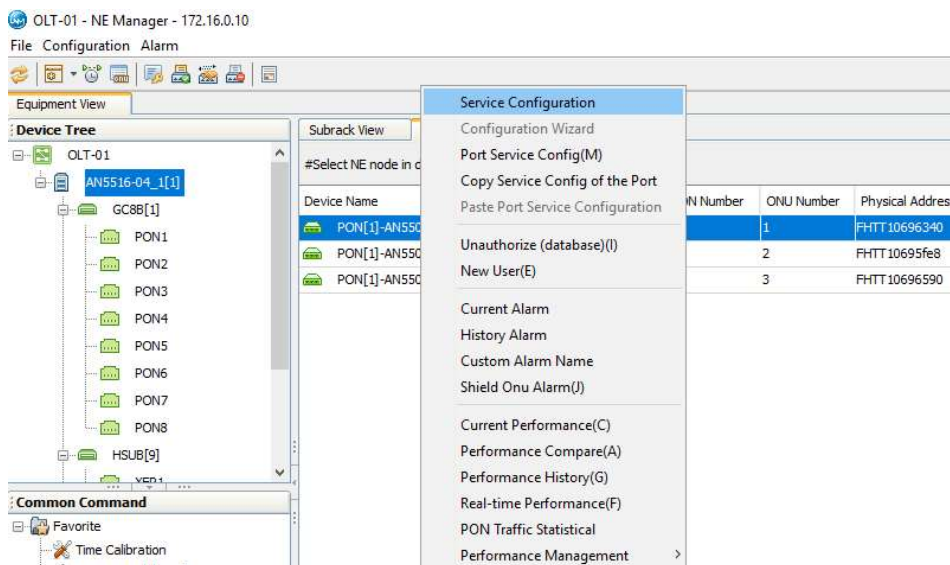 OLT-01 - NE Manager - 172.16.0.10
File Configuration Alarm
Equipment View
Device Tree
OLT-01
AN5516-04_1[1]
GC8B[1]
PON1
PON2
PON3
PON4
PON5
PON6
PON7
PON8
HSUB[9]
XFP1
Common Command
Favorite
Time Calibration
Subrack View
#Select NE node in d
Device Name N Number ONU Number Physical Addres
PON[1]-AN550 1 FHTT10696340
PON[1]-AN550 2 FHTT10695fe8
PON[1]-AN550 3 FHTT10696590
Service Configuration
Configuration Wizard
Port Service Config(M)
Copy Service Config of the Port
Paste Port Service Configuration
Unauthorize (database)(I)
New User(E)
Current Alarm
History Alarm
Custom Alarm Name
Shield Onu Alarm(J)
Current Performance(C)
Performance Compare(A)
Performance History(G)
Real-time Performance(F)
PON Traffic Statistical
Performance Management >